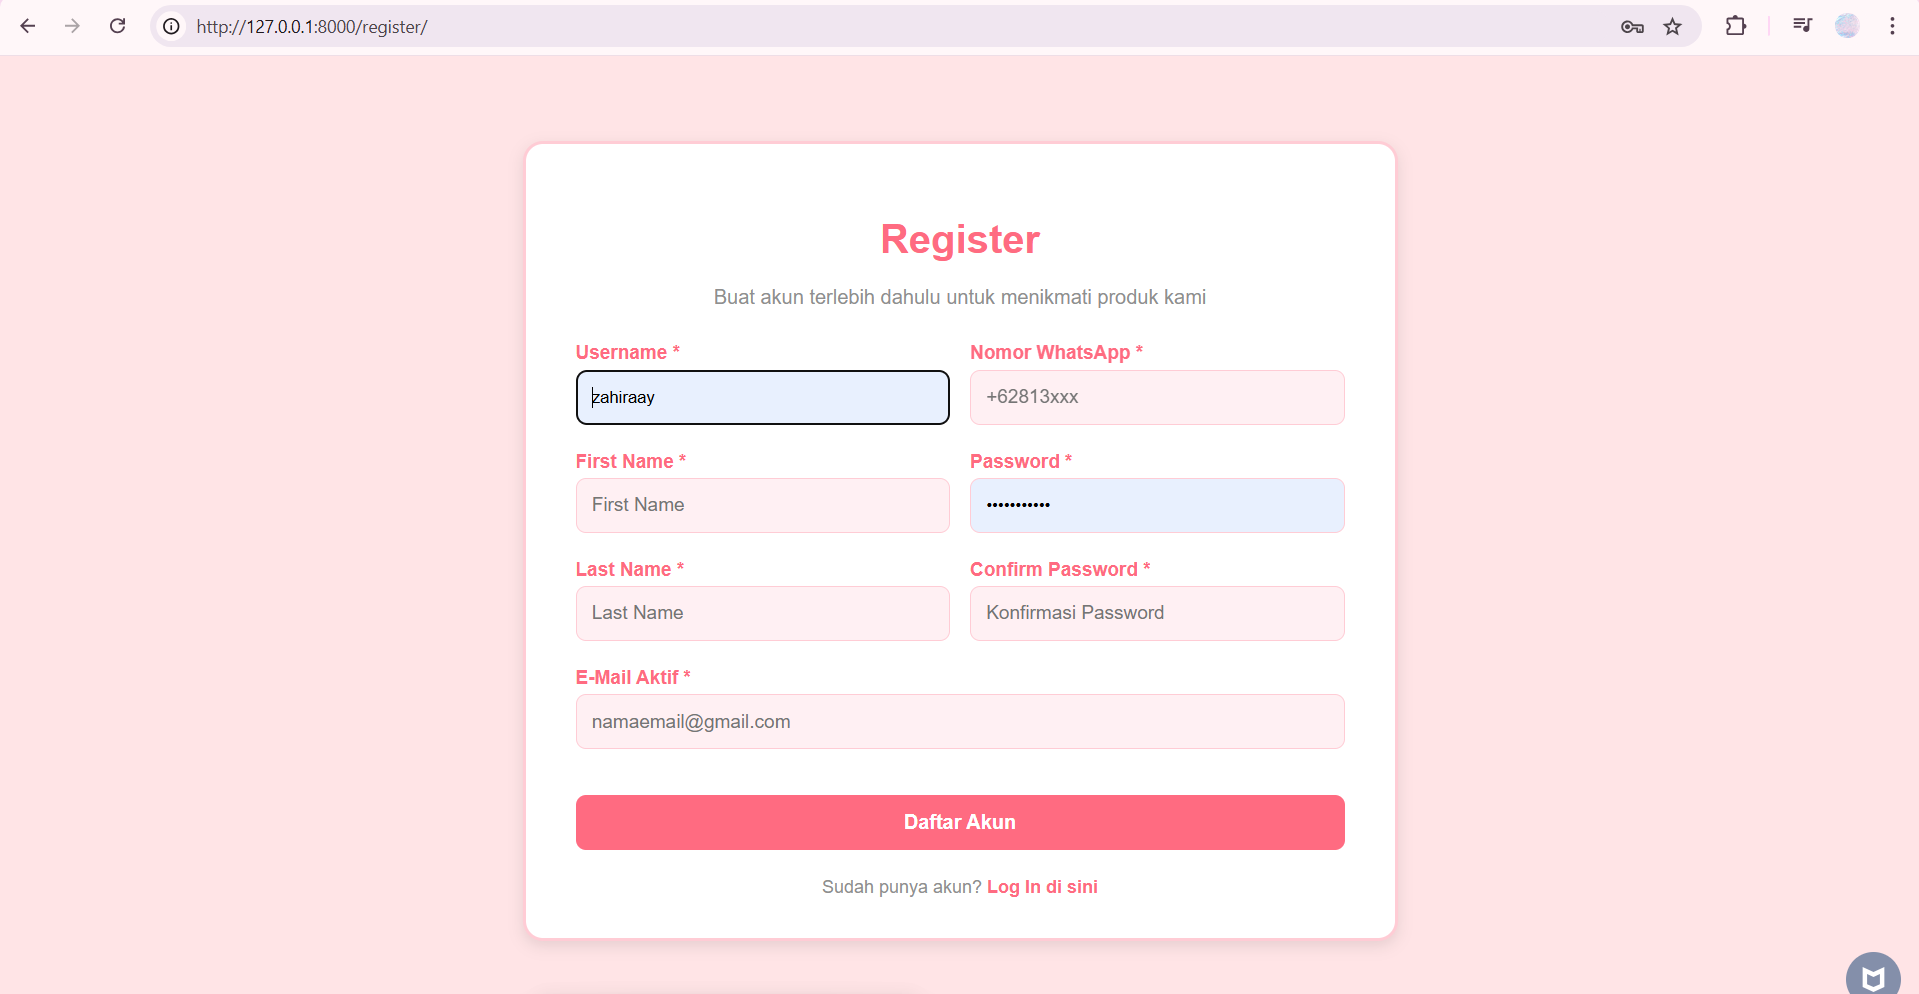 http://127.0.0.1:8000/register/
Register
Buat akun terlebih dahulu untuk menikmati produk kami
Username *
Nomor WhatsApp *
zahiraay
+62813xxx
First Name *
Password *
First Name
•••••••••••
Last Name *
Confirm Password *
Last Name
Konfirmasi Password
E-Mail Aktif *
namaemail@gmail.com
Daftar Akun
Sudah punya akun? Log In di sini